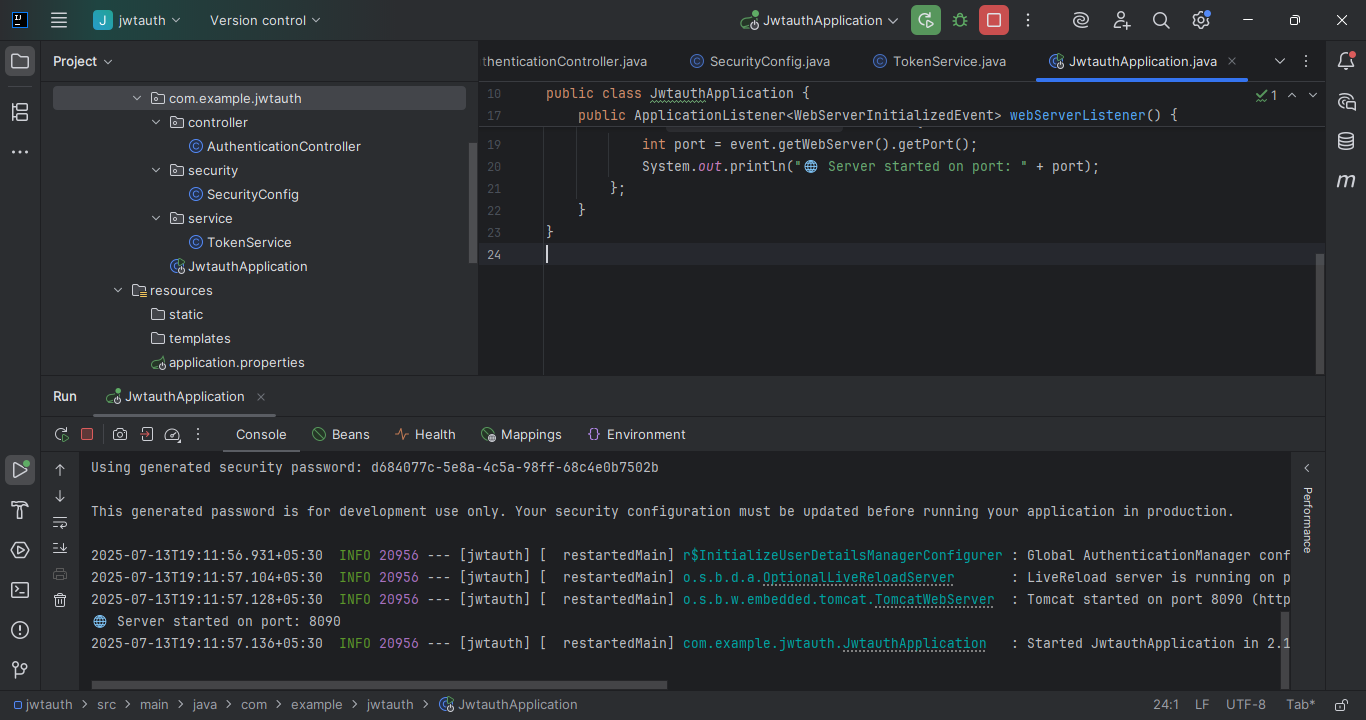 J jwtauth Version control JwtauthApplication
Project
com.example.jwtauth
controller
AuthenticationController
security
SecurityConfig
service
TokenService
JwtauthApplication
resources
static
templates
application.properties
thenticationController.java SecurityConfig.java TokenService.java JwtauthApplication.java
10 public class JwtauthApplication { 1
17 public ApplicationListener<WebServerInitializedEvent> webServerListener() {
19 int port = event.getWebServer().getPort();
20 System.out.println("🌐 Server started on port: " + port);
21 };
22 }
23 }
24
m
Run JwtauthApplication
Console Beans Health Mappings Environment
Using generated security password: d684077c-5e8a-4c5a-98ff-68c4e0b7502b
This generated password is for development use only. Your security configuration must be updated before running your application in production.
2025-07-13T19:11:56.931+05:30  INFO 20956 --- [jwtauth] [  restartedMain] r$InitializeUserDetailsManagerConfigurer : Global AuthenticationManager conf
2025-07-13T19:11:57.104+05:30  INFO 20956 --- [jwtauth] [  restartedMain] o.s.b.d.a.OptionalLiveReloadServer       : LiveReload server is running on p
2025-07-13T19:11:57.128+05:30  INFO 20956 --- [jwtauth] [  restartedMain] o.s.b.w.embedded.tomcat.TomcatWebServer  : Tomcat started on port 8090 (http
🌐 Server started on port: 8090
2025-07-13T19:11:57.136+05:30  INFO 20956 --- [jwtauth] [  restartedMain] com.example.jwtauth.JwtauthApplication   : Started JwtauthApplication in 2.1
Performance
jwtauth > src > main > java > com > example > jwtauth > JwtauthApplication 24:1 LF UTF-8 Tab*